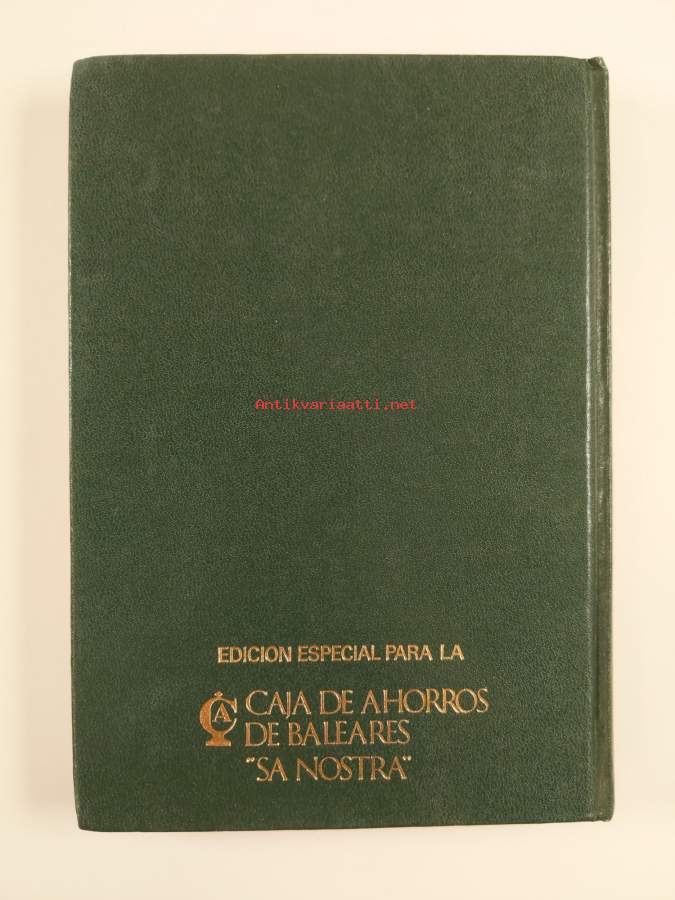 Antikvariaatti.net
EDICION ESPECIAL PARA LA
CA CAJA DE AHORROS
DE BALEARES
"SA NOSTRA"